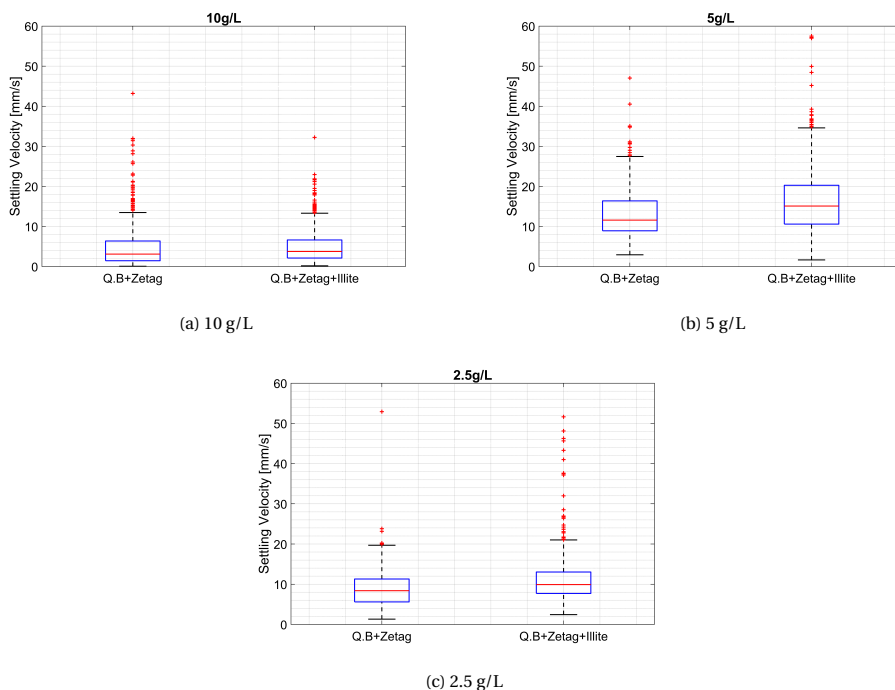 10g/L
60
50
40
30
20
10
0
Settling Velocity [mm/s]
Q.B+Zetag
Q.B+Zetag+Illite
(a) 10 g/L
5g/L
60
50
40
30
20
10
0
Settling Velocity [mm/s]
Q.B+Zetag
Q.B+Zetag+Illite
(b) 5 g/L
2.5g/L
60
50
40
30
20
10
0
Settling Velocity [mm/s]
Q.B+Zetag
Q.B+Zetag+Illite
(c) 2.5 g/L